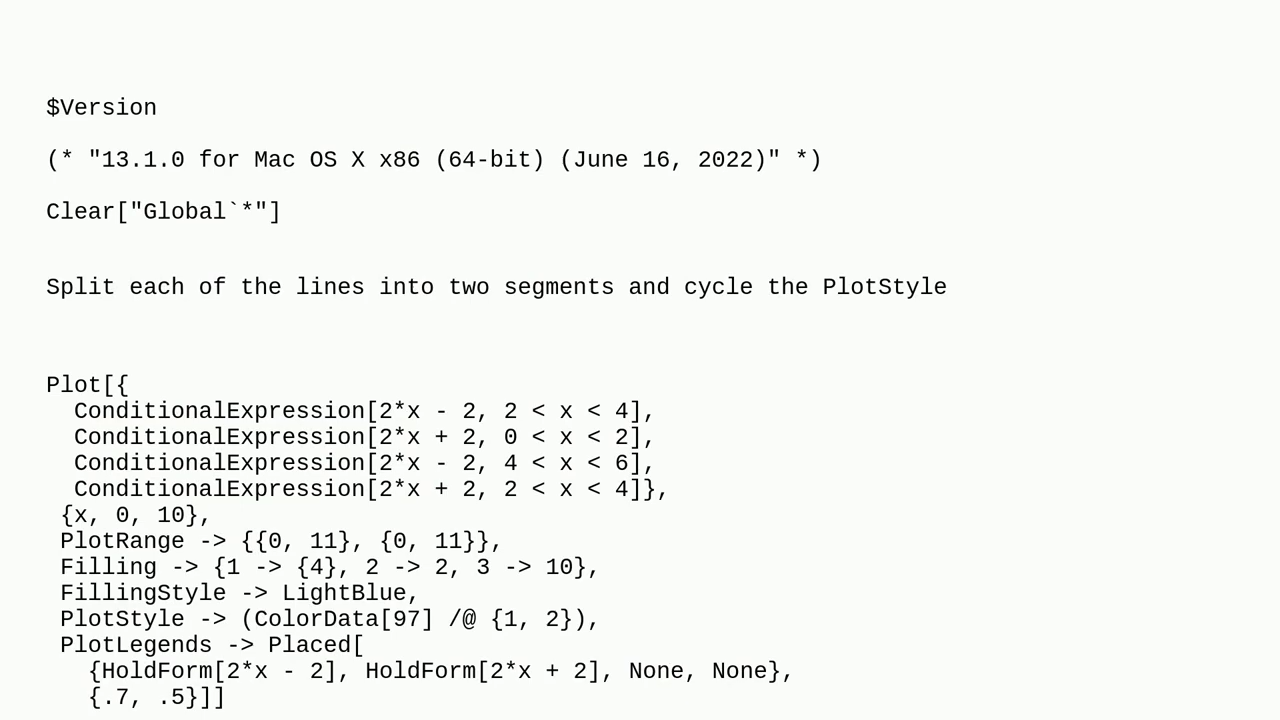 $Version
(* "13.1.0 for Mac OS X x86 (64-bit) (June 16, 2022)" *)
Clear["Global`*"]
Split each of the lines into two segments and cycle the PlotStyle
Plot[{
  ConditionalExpression[2*x - 2, 2 < x < 4],
  ConditionalExpression[2*x + 2, 0 < x < 2],
  ConditionalExpression[2*x - 2, 4 < x < 6],
  ConditionalExpression[2*x + 2, 2 < x < 4]},
 {x, 0, 10},
 PlotRange -> {{0, 11}, {0, 11}},
 Filling -> {1 -> {4}, 2 -> 2, 3 -> 10},
 FillingStyle -> LightBlue,
 PlotStyle -> (ColorData[97] /@ {1, 2}),
 PlotLegends -> Placed[
   {HoldForm[2*x - 2], HoldForm[2*x + 2], None, None},
   {.7, .5}]]